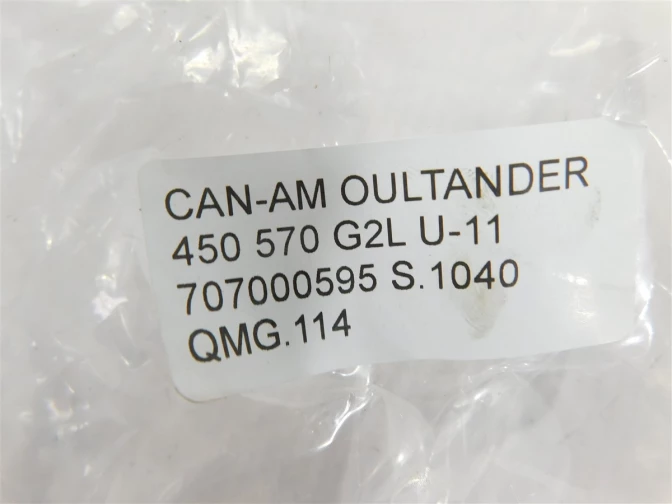 CAN-AM OULTANDER
450 570 G2L U-11
707000595 S.1040
QMG.114